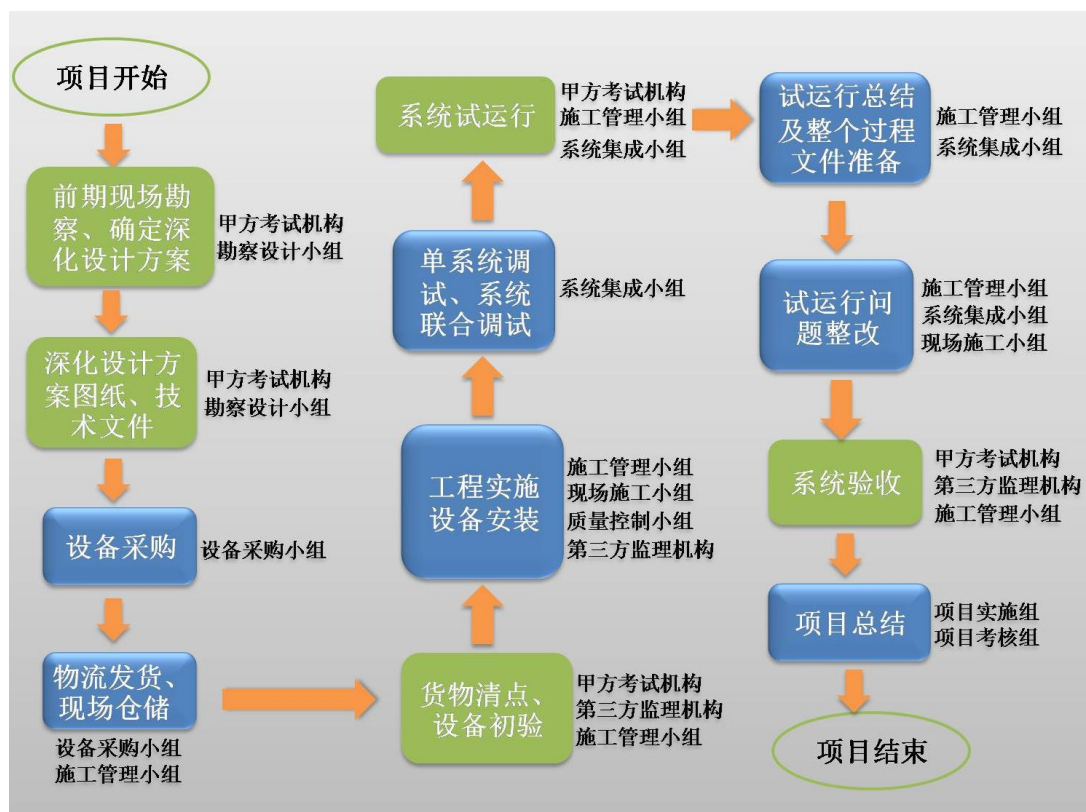 项目开始
前期现场勘
察、确定深
化设计方案
甲方考试机构
勘察设计小组
深化设计方
案图纸、技
术文件
甲方考试机构
勘察设计小组
设备采购
设备采购小组
物流发货、
现场仓储
设备采购小组
施工管理小组
货物清点、
设备初验
甲方考试机构
第三方监理机构
施工管理小组
工程实施
设备安装
施工管理小组
现场施工小组
质量控制小组
第三方监理机构
单系统调
试、系统
联合调试
系统集成小组
系统试运行
甲方考试机构
施工管理小组
系统集成小组
试运行总结
及整个过程
文件准备
施工管理小组
系统集成小组
试运行问
题整改
施工管理小组
系统集成小组
现场施工小组
系统验收
甲方考试机构
第三方监理机构
施工管理小组
项目总结
项目实施组
项目考核组
项目结束